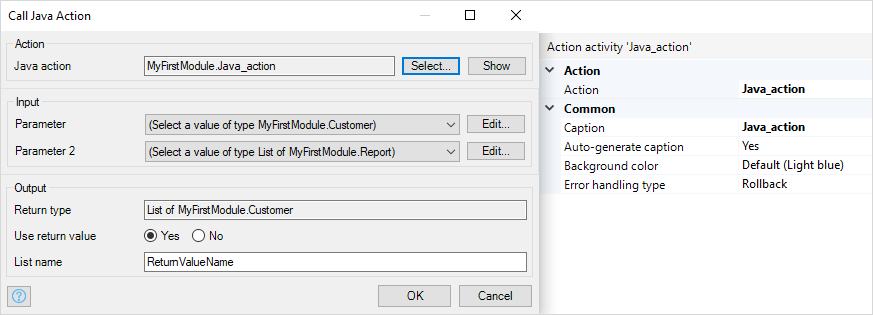 Call Java Action
Action
Java action MyFirstModule.Java_action Select... Show
Input
Parameter (Select a value of type MyFirstModule.Customer) Edit...
Parameter 2 (Select a value of type List of MyFirstModule.Report) Edit...
Output
Return type List of MyFirstModule.Customer
Use return value Yes No
List name ReturnValueName
? OK Cancel
Action activity 'Java_action'
Action
Action Java_action
Common
Caption Java_action
Auto-generate caption Yes
Background color Default (Light blue)
Error handling type Rollback